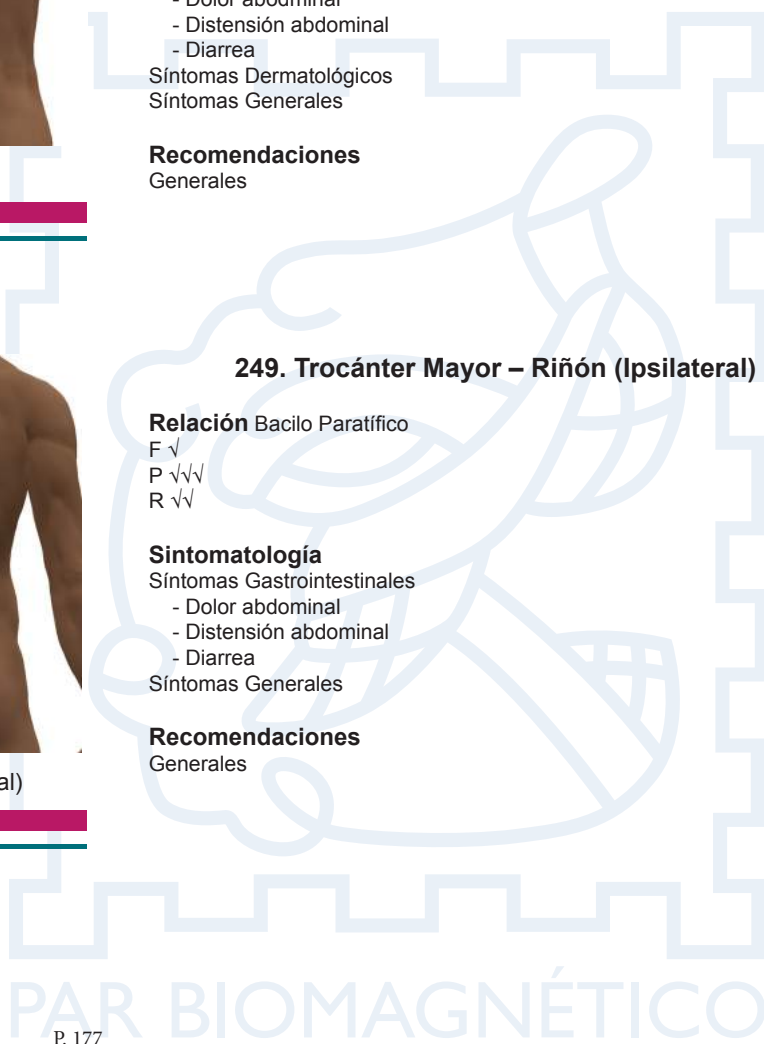 - Dolor abodminal
- Distensión abdominal
- Diarrea
Síntomas Dermatológicos
Síntomas Generales
Recomendaciones
Generales
249. Trocánter Mayor – Riñón (Ipsilateral)
Relación Bacilo Paratífico
F √
P √√√
R √√
Sintomatología
Síntomas Gastrointestinales
- Dolor abdominal
- Distensión abdominal
- Diarrea
Síntomas Generales
Recomendaciones
Generales
al)
PAR BIOMAGNÉTICO
P. 177